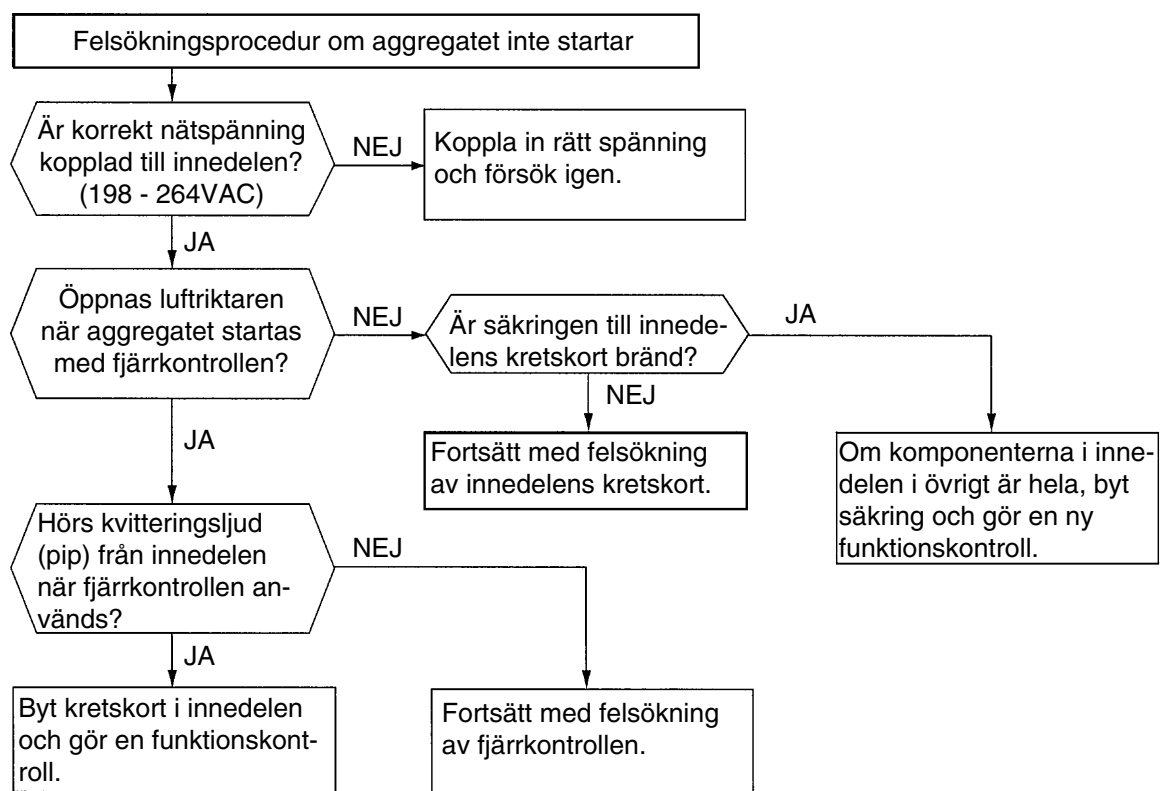 Felsökningsprocedur om aggregatet inte startar
Är korrekt nätspänning
kopplad till innedelen?
(198 - 264VAC)
NEJ
Koppla in rätt spänning
och försök igen.
JA
Öppnas luftriktaren
när aggregatet startas
med fjärrkontrollen?
NEJ
Är säkringen till innede-
lens kretskort bränd?
JA
NEJ
JA
Fortsätt med felsökning
av innedelens kretskort.
Om komponenterna i inne-
delen i övrigt är hela, byt
säkring och gör en ny
funktionskontroll.
Hörs kvitteringsljud
(pip) från innedelen
när fjärrkontrollen an-
vänds?
NEJ
JA
Byt kretskort i innedelen
och gör en funktionskont-
roll.
Fortsätt med felsökning
av fjärrkontrollen.